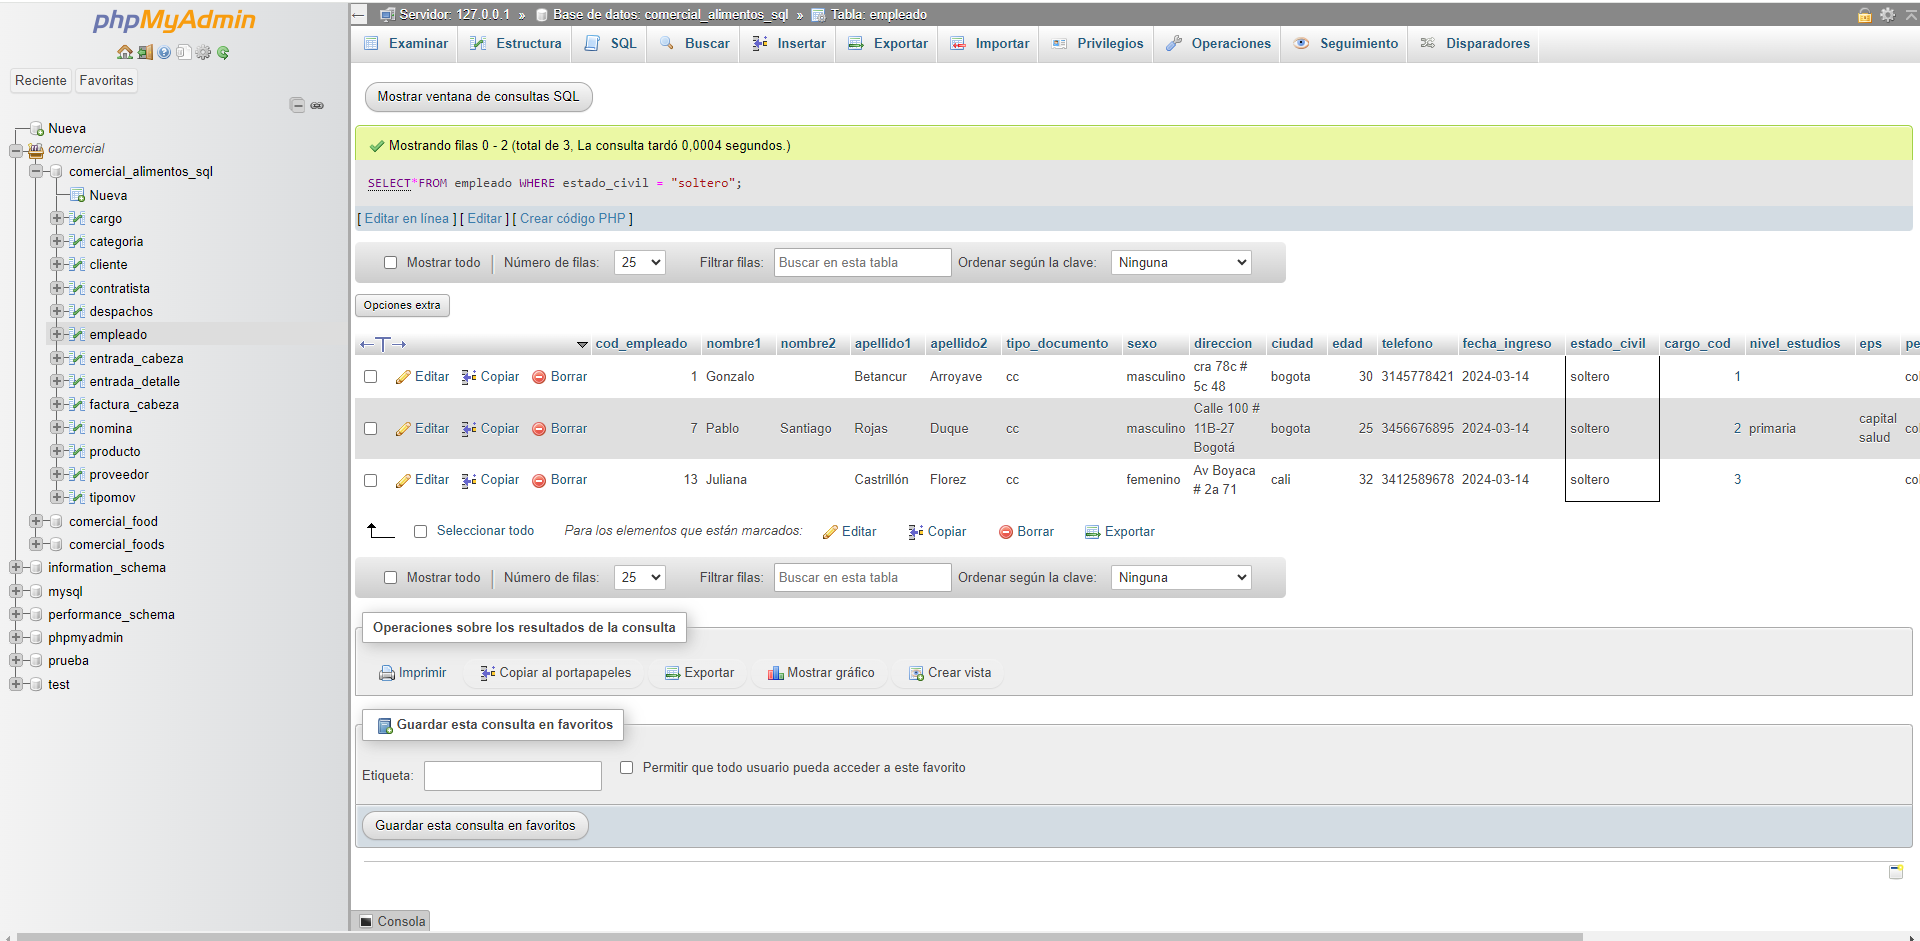 phpMyAdmin
Reciente Favoritas
Nueva
comercial
comercial_alimentos_sql
Nueva
cargo
categoria
cliente
contratista
despachos
empleado
entrada_cabeza
entrada_detalle
factura_cabeza
nomina
producto
proveedor
tipomov
comercial_food
comercial_foods
information_schema
mysql
performance_schema
phpmyadmin
prueba
test
Servidor: 127.0.0.1 » Base de datos: comercial_alimentos_sql » Tabla: empleado
Examinar Estructura SQL Buscar Insertar Exportar Importar Privilegios Operaciones Seguimiento Disparadores
Mostrar ventana de consultas SQL
Mostrando filas 0 - 2 (total de 3, La consulta tardó 0,0004 segundos.)
SELECT*FROM empleado WHERE estado_civil = "soltero";
[ Editar en línea ] [ Editar ] [ Crear código PHP ]
Mostrar todo | Número de filas: 25 Filtrar filas: Buscar en esta tabla Ordenar según la clave: Ninguna
Opciones extra
←T→ cod_empleado nombre1 nombre2 apellido1 apellido2 tipo_documento sexo direccion ciudad edad telefono fecha_ingreso estado_civil cargo_cod nivel_estudios eps pe
Editar Copiar Borrar 1 Gonzalo Betancur Arroyave cc masculino cra 78c # 5c 48 bogota 30 3145778421 2024-03-14 soltero 1 col
Editar Copiar Borrar 7 Pablo Santiago Rojas Duque cc masculino Calle 100 # 11B-27 Bogotá bogota 25 3456676895 2024-03-14 soltero 2 primaria capital salud col
Editar Copiar Borrar 13 Juliana Castrillón Florez cc femenino Av Boyaca # 2a 71 cali 32 3412589678 2024-03-14 soltero 3 col
Seleccionar todo Para los elementos que están marcados: Editar Copiar Borrar Exportar
Mostrar todo | Número de filas: 25 Filtrar filas: Buscar en esta tabla Ordenar según la clave: Ninguna
Operaciones sobre los resultados de la consulta
Imprimir Copiar al portapapeles Exportar Mostrar gráfico Crear vista
Guardar esta consulta en favoritos
Etiqueta: Permitir que todo usuario pueda acceder a este favorito
Guardar esta consulta en favoritos
Consola